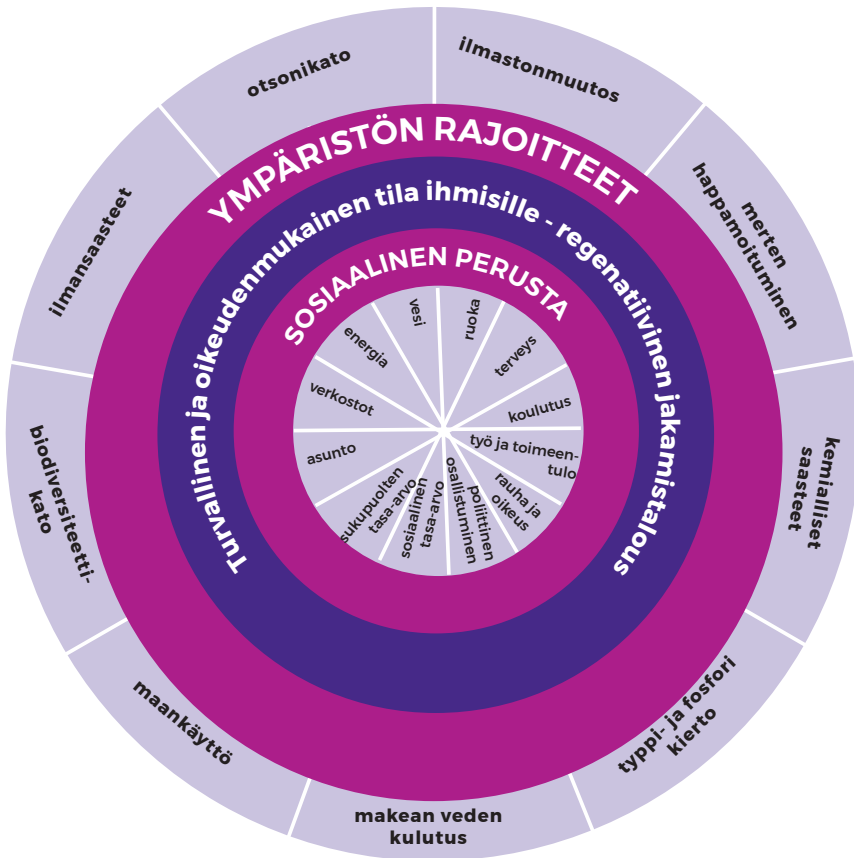 otsonikato
ilmastonmuutos
merten
happamoituminen
kemialliset
saasteet
typpi- ja fosfori
kierto
makean veden
kulutus
maankäyttö
biodiversiteetti-
kato
ilmansaasteet
YMPÄRISTÖN RAJOITTEET
Turvallinen ja oikeudenmukainen tila ihmisille - regenatiivinen jakamistalous
SOSIAALINEN PERUSTA
vesi
ruoka
terveys
koulutus
työ ja toimeen-
tulo
rauha ja
oikeus
poliittinen
osallistuminen
sosiaalinen
tasa-arvo
sukupuolten
tasa-arvo
asunto
verkostot
energia